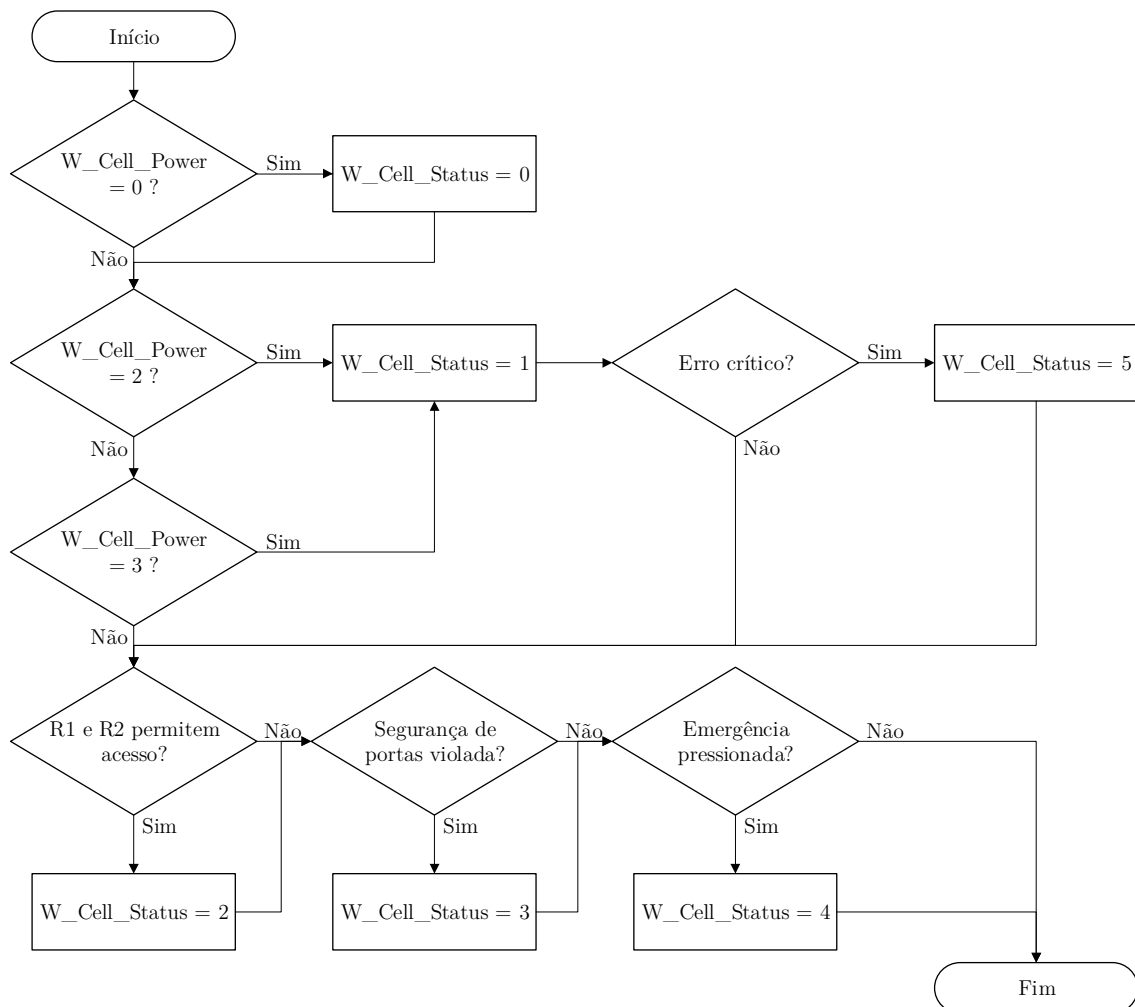 Início
W_Cell_Power
= 0 ?
Sim
W_Cell_Status = 0
Não
W_Cell_Power
= 2 ?
Sim
W_Cell_Status = 1
Erro crítico?
Sim
W_Cell_Status = 5
Não
Não
W_Cell_Power
= 3 ?
Sim
Não
R1 e R2 permitem
acesso?
Não
Segurança de
portas violada?
Não
Emergência
pressionada?
Não
Sim
Sim
Sim
W_Cell_Status = 2
W_Cell_Status = 3
W_Cell_Status = 4
Fim